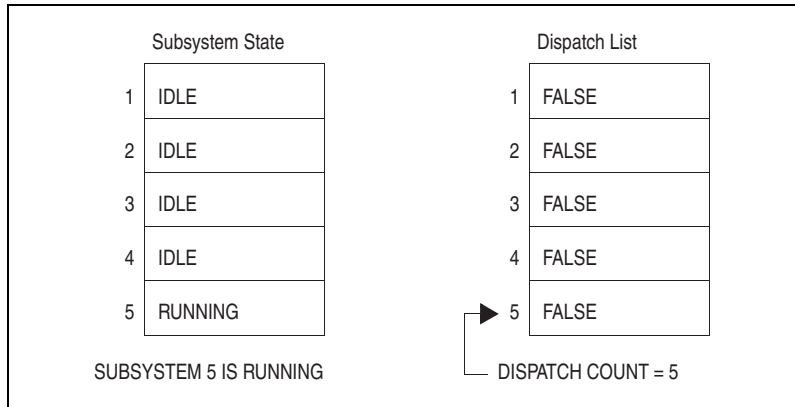 Subsystem State
Dispatch List
1 IDLE
1 FALSE
2 IDLE
2 FALSE
3 IDLE
3 FALSE
4 IDLE
4 FALSE
5 RUNNING
5 FALSE
SUBSYSTEM 5 IS RUNNING
DISPATCH COUNT = 5